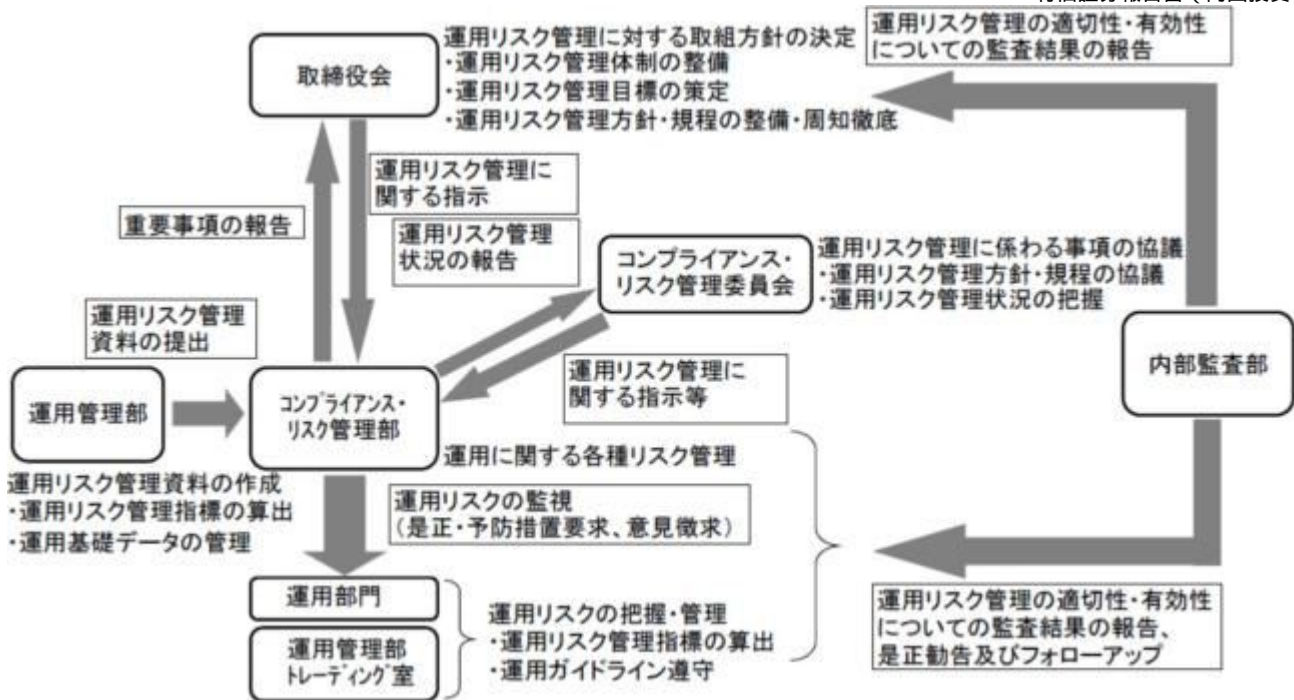 運用リスク管理に対する取組方針の決定
・運用リスク管理体制の整備
・運用リスク管理目標の策定
・運用リスク管理方針・規程の整備・周知徹底
取締役会
運用リスク管理の適切性・有効性
についての監査結果の報告
運用リスク管理に
関する指示
重要事項の報告
運用リスク管理
状況の報告
コンプライアンス・
リスク管理委員会
運用リスク管理に係わる事項の協議
・運用リスク管理方針・規程の協議
・運用リスク管理状況の把握
運用リスク管理
資料の提出
内部監査部
運用管理部
コンプライアンス・
リスク管理部
運用リスク管理に
関する指示等
運用に関する各種リスク管理
運用リスク管理資料の作成
・運用リスク管理指標の算出
・運用基礎データの管理
運用リスクの監視
(是正・予防措置要求、意見徴求)
運用部門
運用管理部
トレーディング室
運用リスクの把握・管理
・運用リスク管理指標の算出
・運用ガイドライン遵守
運用リスク管理の適切性・有効性
についての監査結果の報告、
是正勧告及びフォローアップ